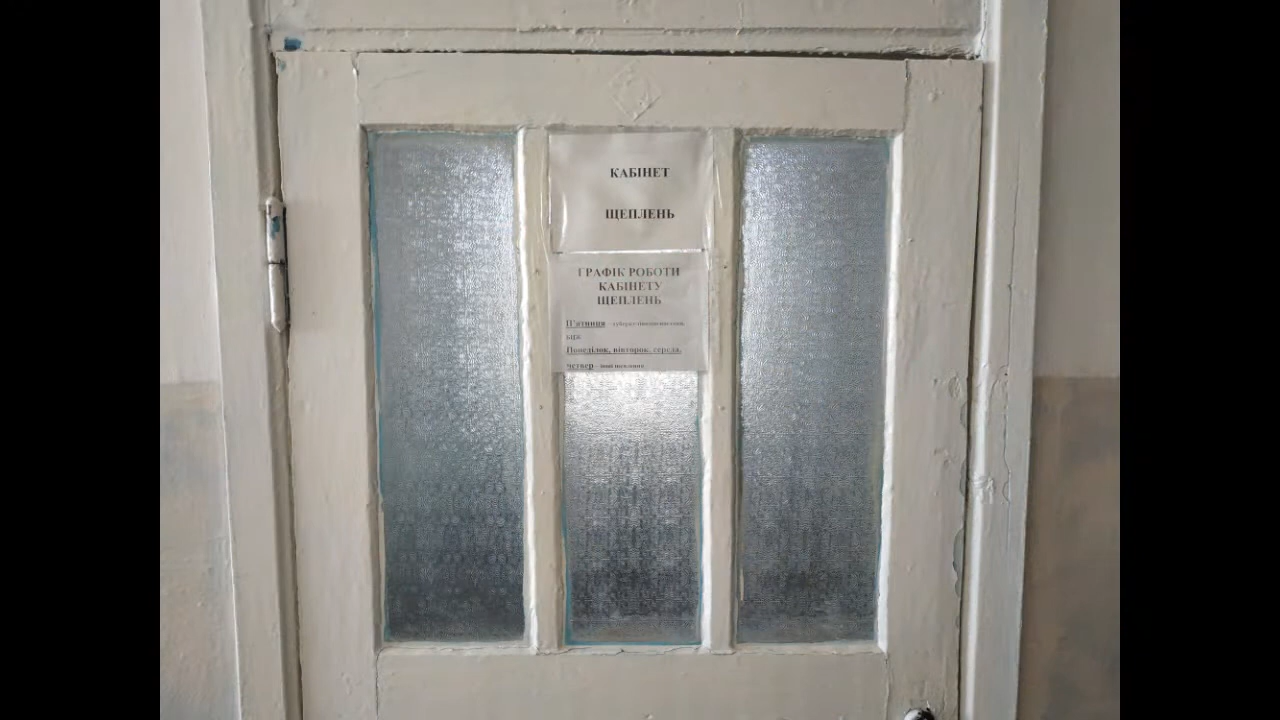 КАБІНЕТ
ЩЕПЛЕНЬ
ГРАФІК РОБОТИ
КАБІНЕТУ
ЩЕПЛЕНЬ
П'ятниця -
Понеділок, вівторок, середа,
четвер -